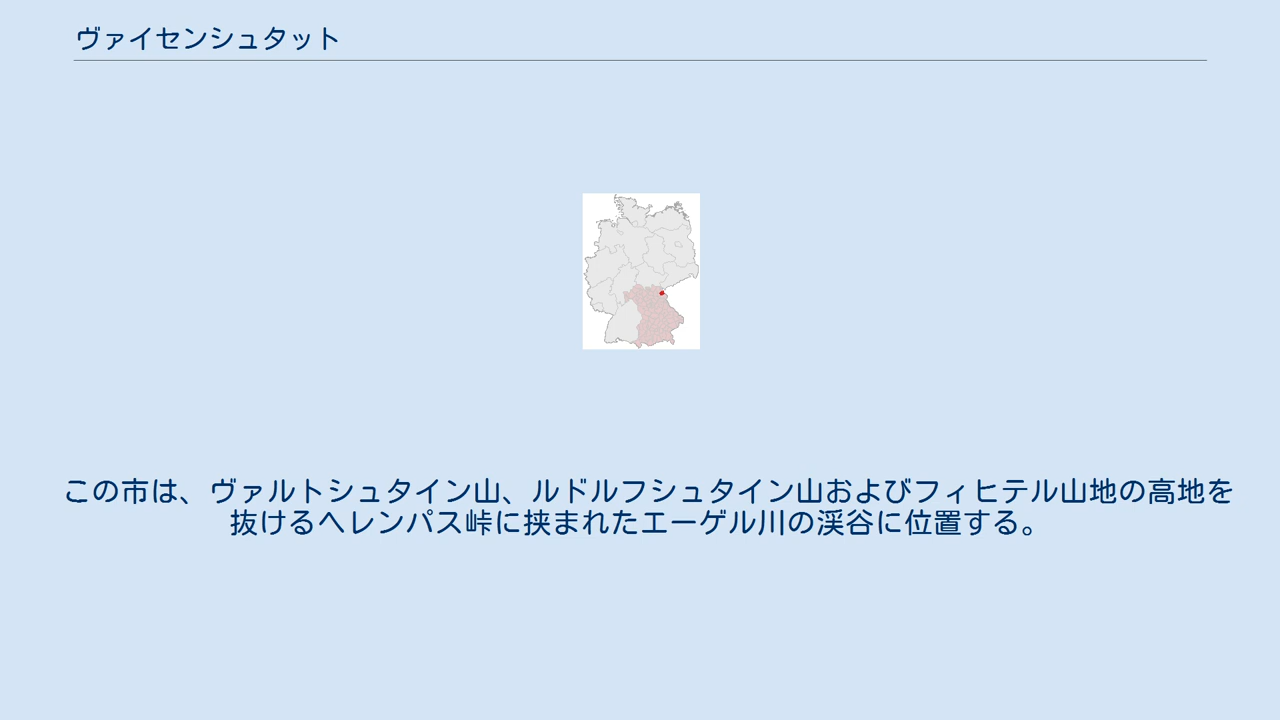 ヴァイセンシュタット
この市は、ヴァルトシュタイン山、ルドルフシュタイン山およびフィヒテル山地の高地を
抜けるヘレンパス峠に挟まれたエーゲル川の渓谷に位置する。